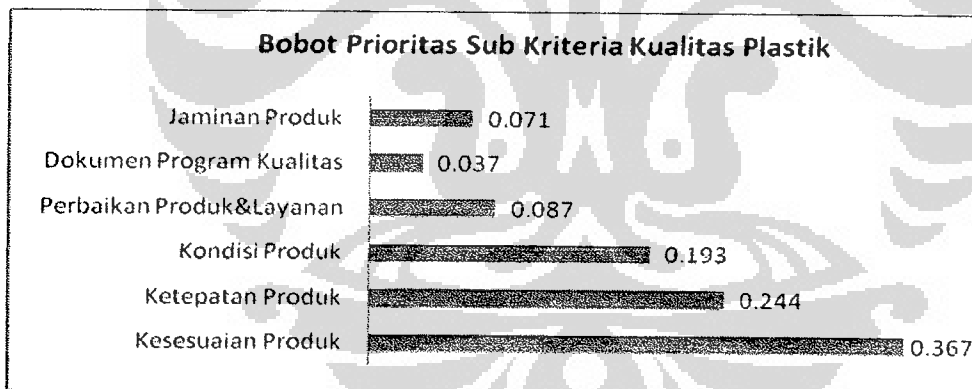 Bobot Prioritas Sub Kriteria Kualitas Plastik
Jaminan Produk 0.071
Dokumen Program Kualitas 0.037
Perbaikan Produk&Layanan 0.087
Kondisi Produk 0.193
Ketepatan Produk 0.244
Kesesuaian Produk 0.367